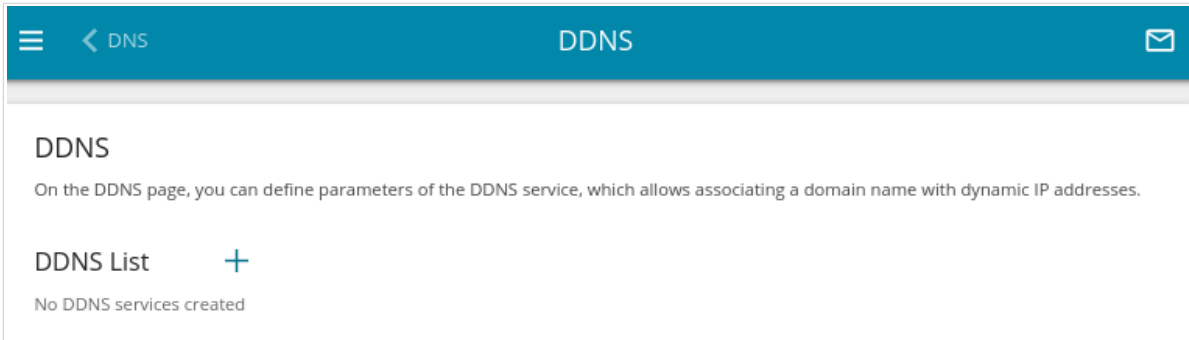 DNS
DDNS
DDNS
On the DDNS page, you can define parameters of the DDNS service, which allows associating a domain name with dynamic IP addresses.
DDNS List
No DDNS services created